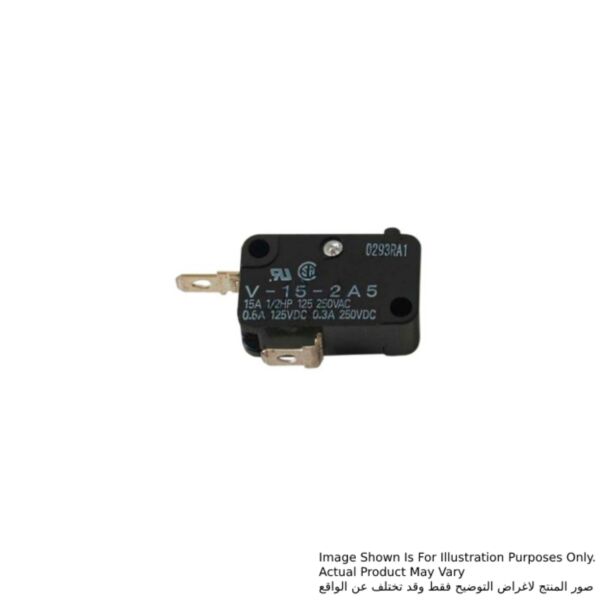 0293RA1
V-15-2A5
15A 1/2HP 125 250VAC
0.6A 125VDC 0.3A 250VDC
Image Shown Is For Illustration Purposes Only.
Actual Product May Vary
صور المنتج لاغراض التوضيح فقط وقد تختلف عن الواقع